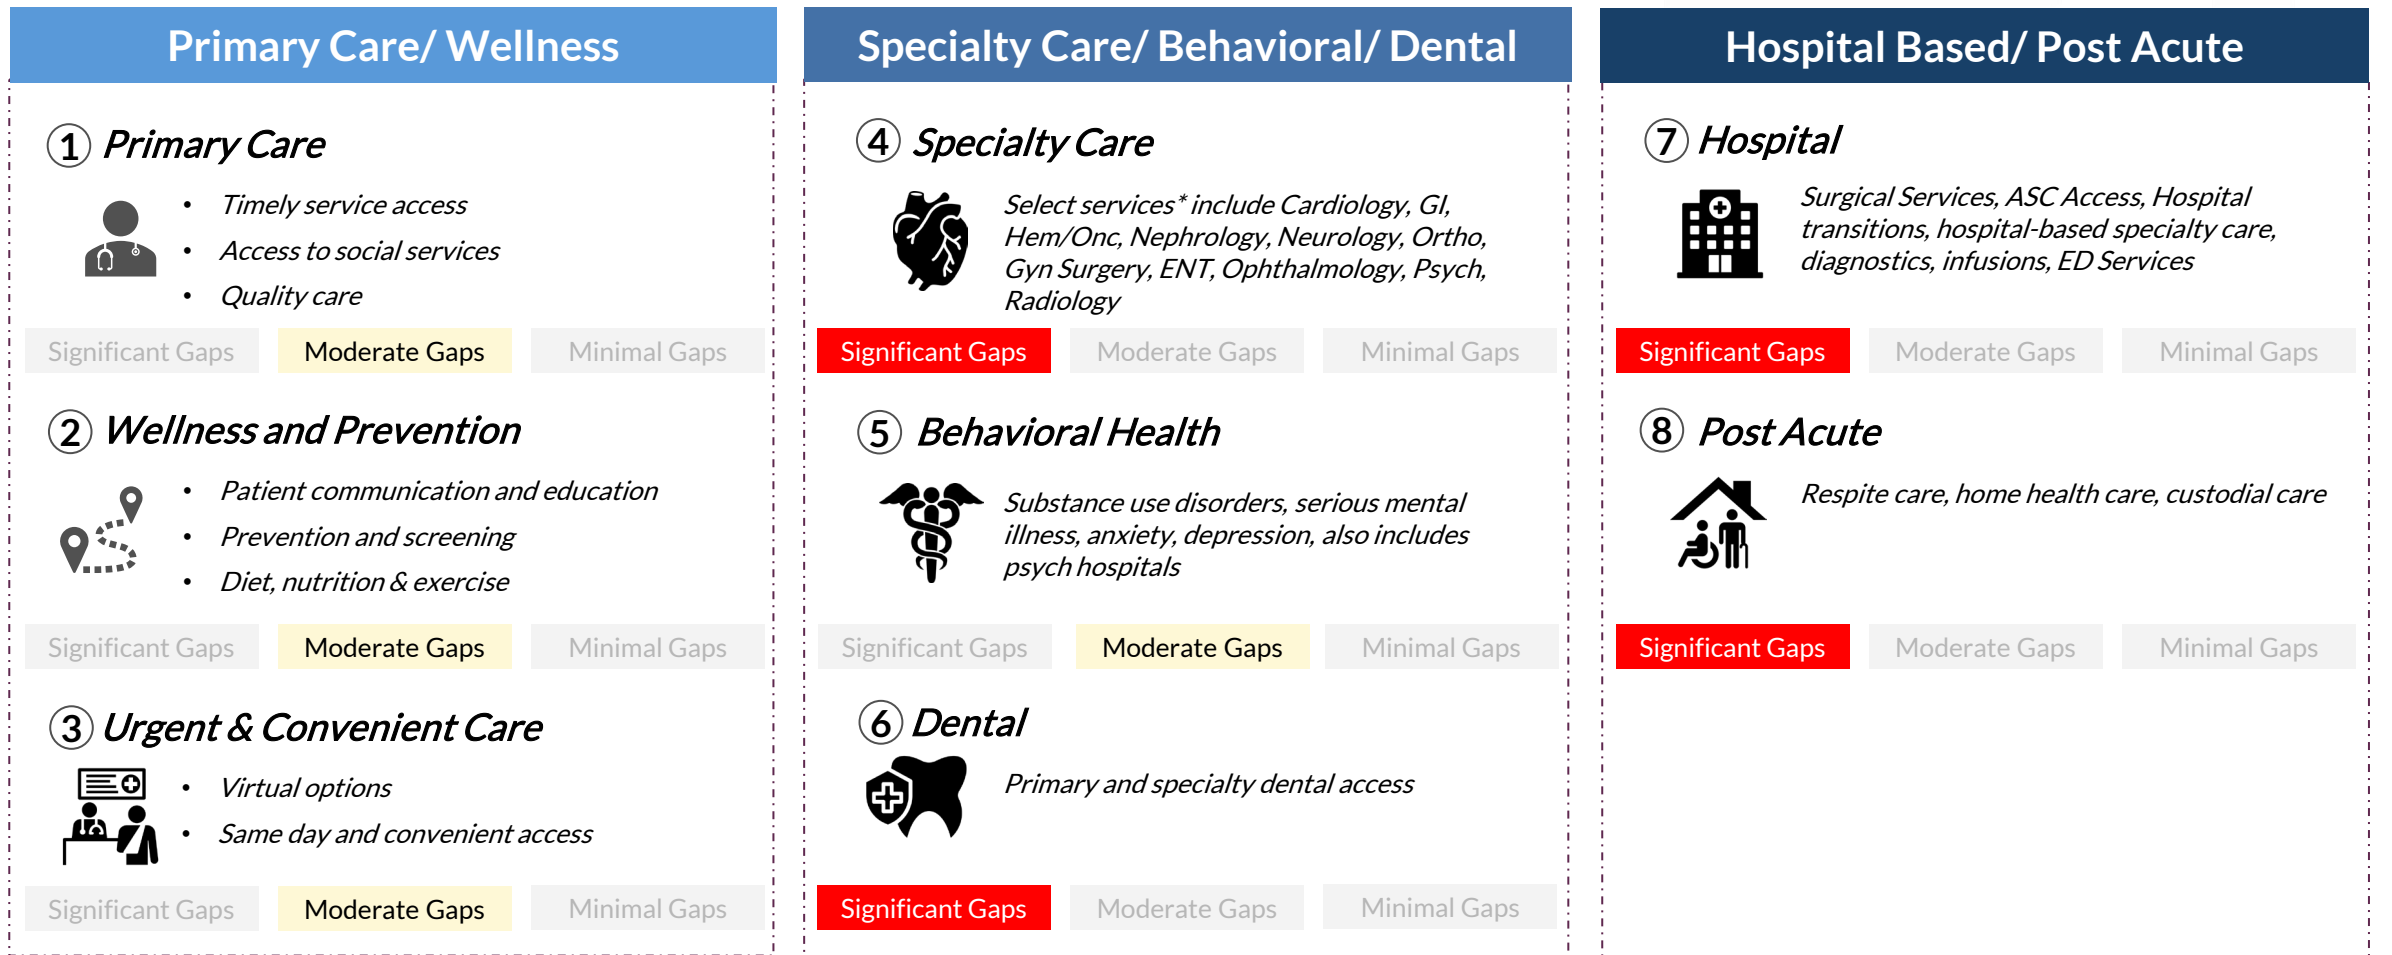 Primary Care/ Wellness
1 Primary Care
• Timely service access
• Access to social services
• Quality care
Significant Gaps Moderate Gaps Minimal Gaps
2 Wellness and Prevention
• Patient communication and education
• Prevention and screening
• Diet, nutrition & exercise
Significant Gaps Moderate Gaps Minimal Gaps
3 Urgent & Convenient Care
• Virtual options
• Same day and convenient access
Significant Gaps Moderate Gaps Minimal Gaps
Specialty Care/ Behavioral/ Dental
4 Specialty Care
Select services* include Cardiology, GI,
Hem/Onc, Nephrology, Neurology, Ortho,
Gyn Surgery, ENT, Ophthalmology, Psych,
Radiology
Significant Gaps Moderate Gaps Minimal Gaps
5 Behavioral Health
Substance use disorders, serious mental
illness, anxiety, depression, also includes
psych hospitals
Significant Gaps Moderate Gaps Minimal Gaps
6 Dental
Primary and specialty dental access
Significant Gaps Moderate Gaps Minimal Gaps
Hospital Based/ Post Acute
7 Hospital
Surgical Services, ASC Access, Hospital
transitions, hospital-based specialty care,
diagnostics, infusions, ED Services
Significant Gaps Moderate Gaps Minimal Gaps
8 Post Acute
Respite care, home health care, custodial care
Significant Gaps Moderate Gaps Minimal Gaps